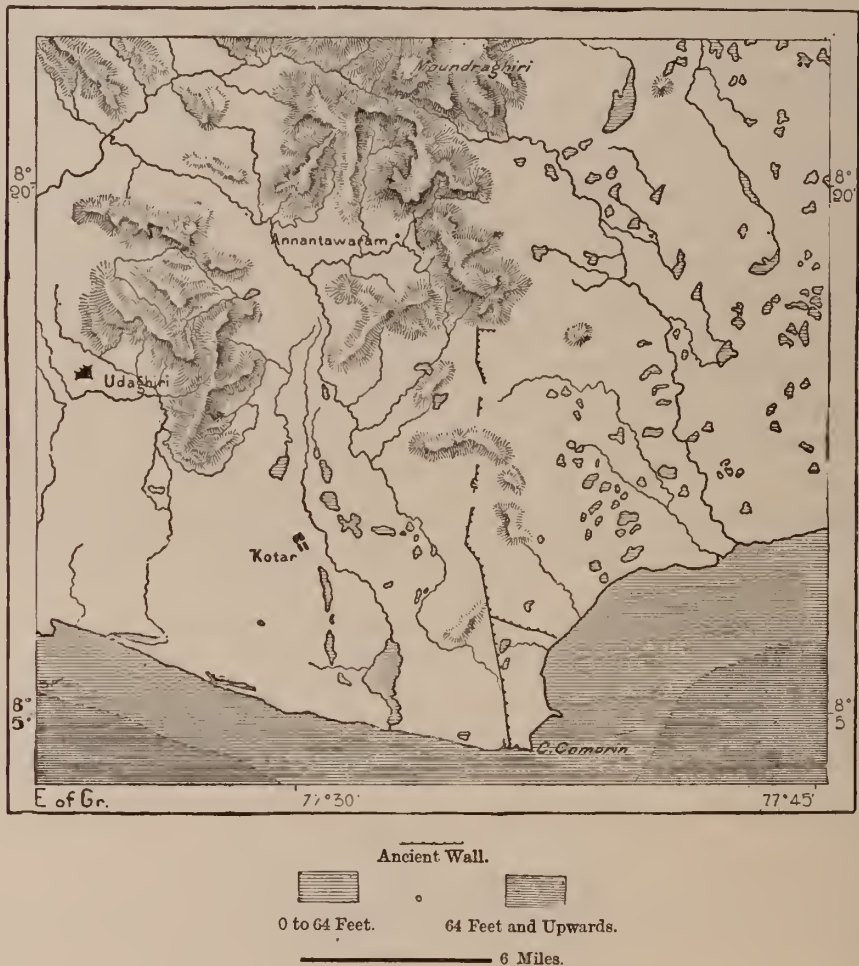 Moundraghiri
8°
20'
8°
20'
Annantawaram
Udaghiri
Kotar
8°
5'
8°
5'
C. Comorin
E of Gr.
77°30'
77°45'
Ancient Wall.
0 to 64 Feet.
64 Feet and Upwards.
6 Miles.